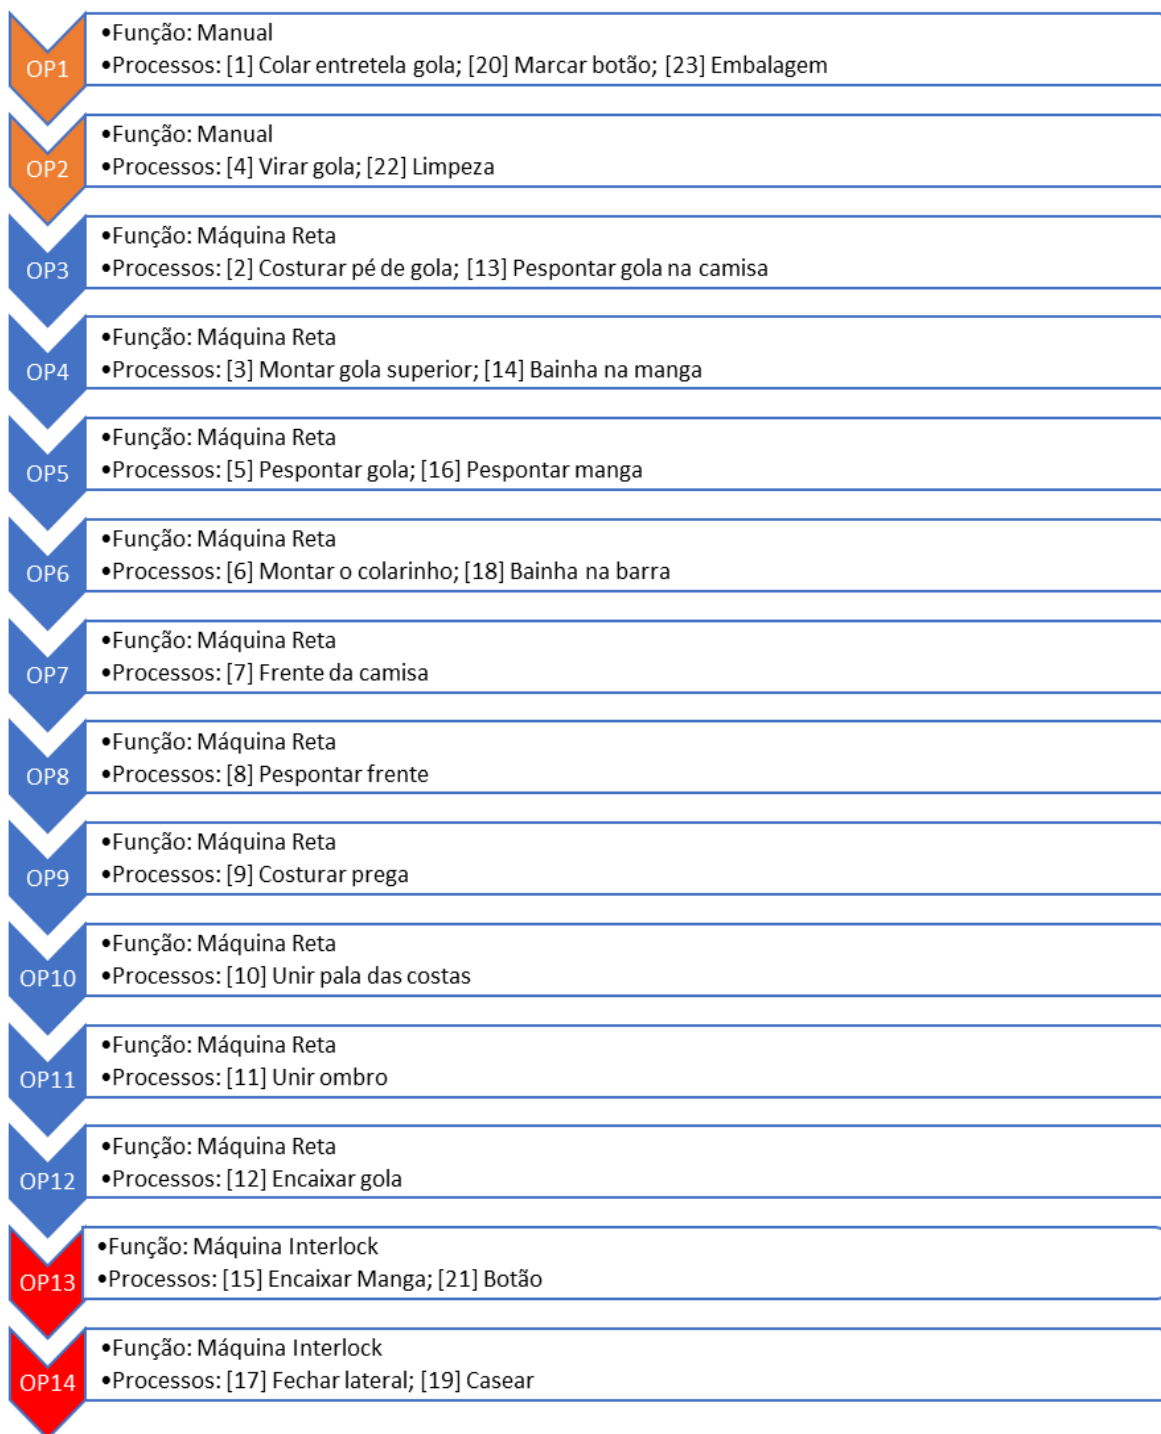 OP1
•Função: Manual
•Processos: [1] Colar entretela gola; [20] Marcar botão; [23] Embalagem
OP2
•Função: Manual
•Processos: [4] Virar gola; [22] Limpeza
OP3
•Função: Máquina Reta
•Processos: [2] Costurar pé de gola; [13] Pespontar gola na camisa
OP4
•Função: Máquina Reta
•Processos: [3] Montar gola superior; [14] Bainha na manga
OP5
•Função: Máquina Reta
•Processos: [5] Pespontar gola; [16] Pespontar manga
OP6
•Função: Máquina Reta
•Processos: [6] Montar o colarinho; [18] Bainha na barra
OP7
•Função: Máquina Reta
•Processos: [7] Frente da camisa
OP8
•Função: Máquina Reta
•Processos: [8] Pespontar frente
OP9
•Função: Máquina Reta
•Processos: [9] Costurar prega
OP10
•Função: Máquina Reta
•Processos: [10] Unir pala das costas
OP11
•Função: Máquina Reta
•Processos: [11] Unir ombro
OP12
•Função: Máquina Reta
•Processos: [12] Encaixar gola
OP13
•Função: Máquina Interlock
•Processos: [15] Encaixar Manga; [21] Botão
OP14
•Função: Máquina Interlock
•Processos: [17] Fechar lateral; [19] Casear